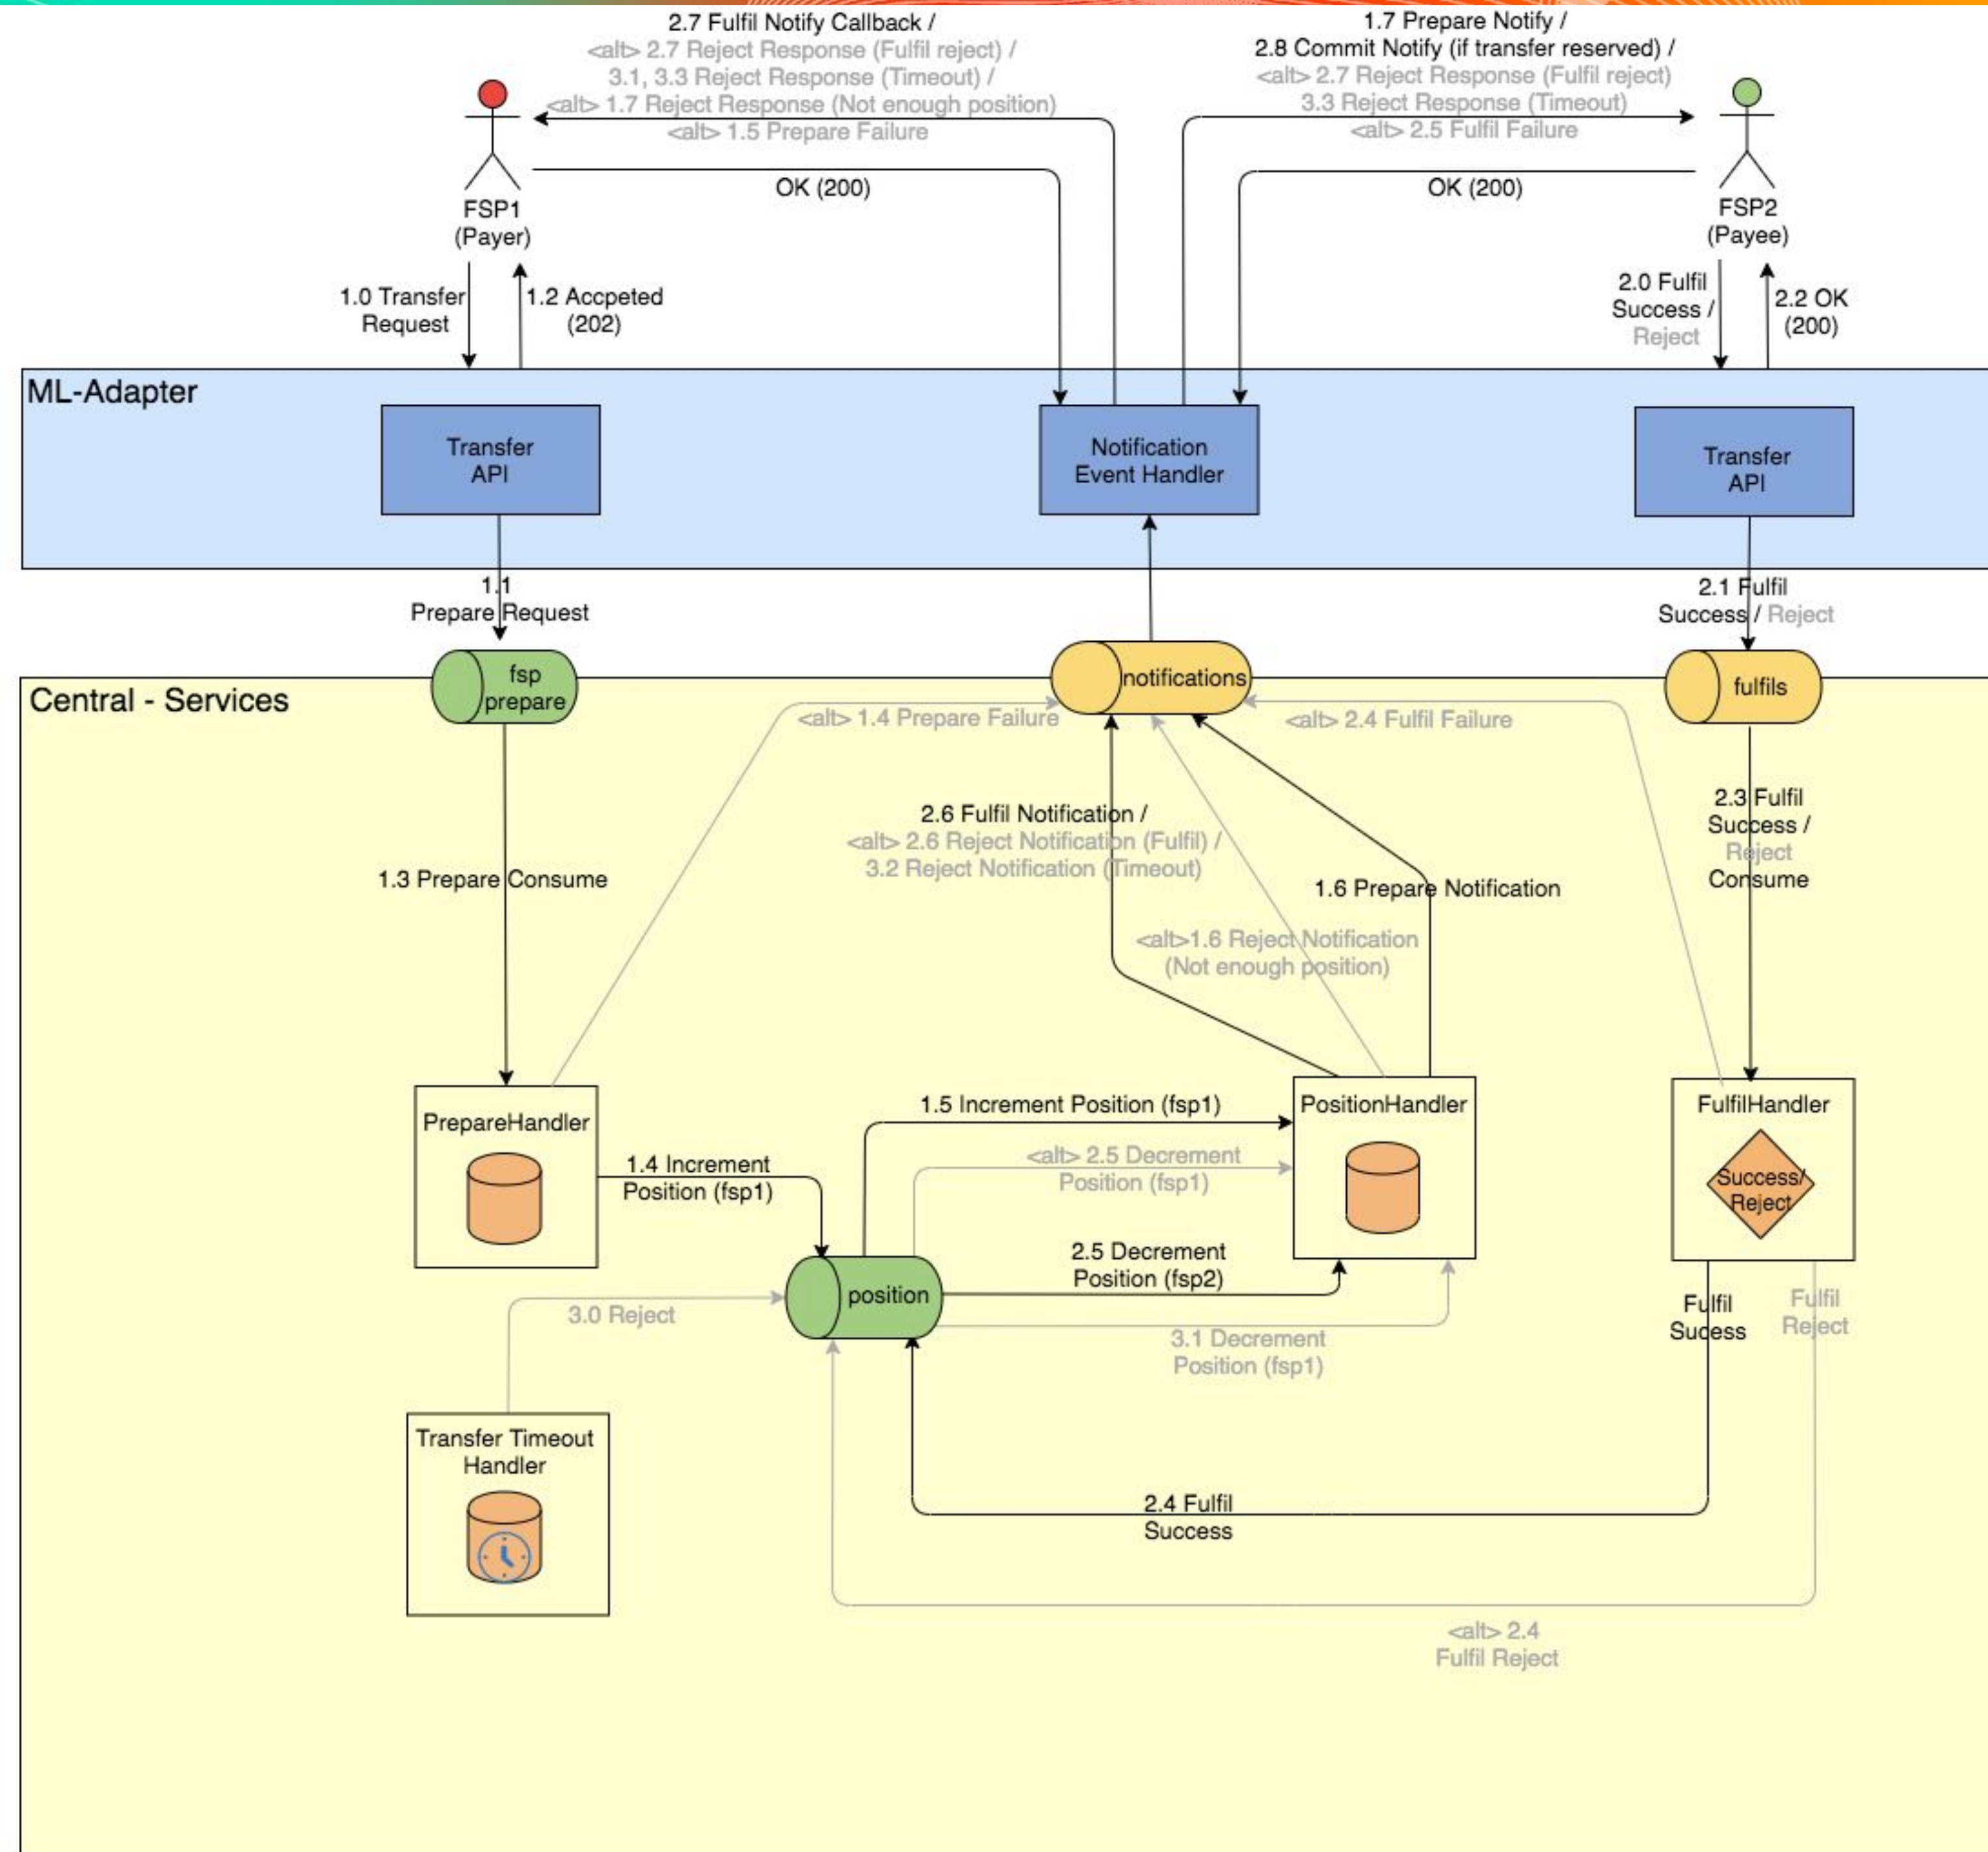 2.7 Fulfil Notify Callback /
<alt> 2.7 Reject Response (Fulfil reject) /
3.1, 3.3 Reject Response (Timeout) /
<alt> 1.7 Reject Response (Not enough position)
<alt> 1.5 Prepare Failure
1.7 Prepare Notify /
2.8 Commit Notify (if transfer reserved) /
<alt> 2.7 Reject Response (Fulfil reject)
3.3 Reject Response (Timeout)
<alt> 2.5 Fulfil Failure
OK (200)
OK (200)
FSP1
(Payer)
FSP2
(Payee)
1.0 Transfer
Request
1.2 Accpeted
(202)
2.0 Fulfil
Success /
Reject
2.2 OK
(200)
ML-Adapter
Transfer
API
Notification
Event Handler
Transfer
API
1.1
Prepare Request
2.1 Fulfil
Success / Reject
Central - Services
fsp
prepare
notifications
fulfils
<alt> 1.4 Prepare Failure
<alt> 2.4 Fulfil Failure
2.6 Fulfil Notification /
<alt> 2.6 Reject Notification (Fulfil) /
3.2 Reject Notification (Timeout)
2.3 Fulfil
Success /
Reject
Consume
1.3 Prepare Consume
1.6 Prepare Notification
<alt>1.6 Reject Notification
(Not enough position)
PrepareHandler
1.5 Increment Position (fsp1)
PositionHandler
FulfilHandler
1.4 Increment
Position (fsp1)
<alt> 2.5 Decrement
Position (fsp1)
Success/
Reject
2.5 Decrement
Position (fsp2)
position
3.0 Reject
3.1 Decrement
Position (fsp1)
Fulfil
Sucess
Fulfil
Reject
Transfer Timeout
Handler
2.4 Fulfil
Success
<alt> 2.4
Fulfil Reject